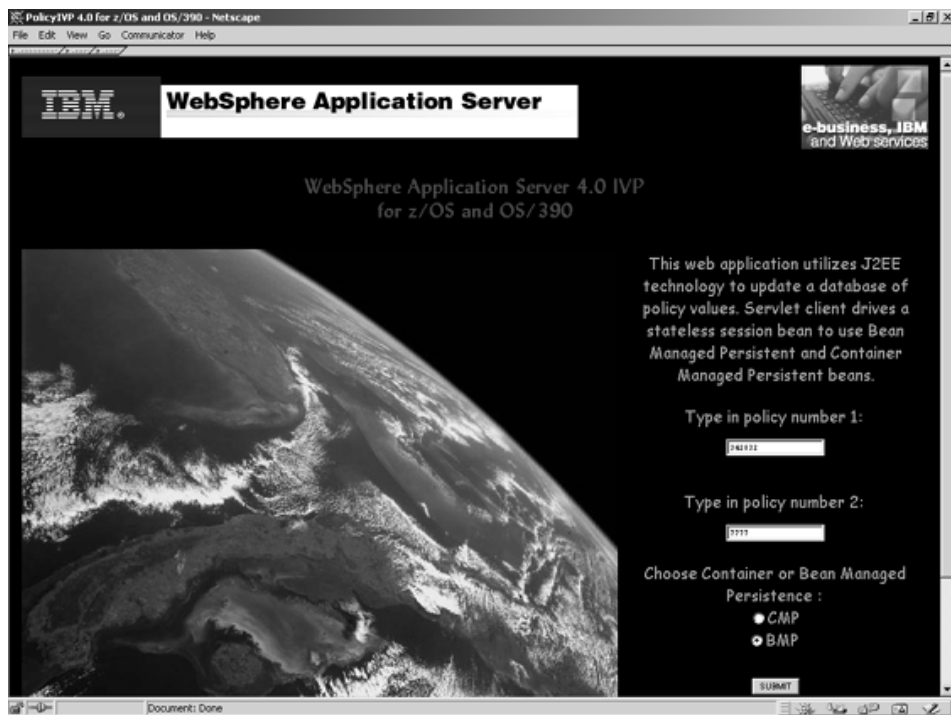 PolicyIVP 4.0 for z/OS and OS/390 - Netscape
File Edit View Go Communicator Help
IBM.
WebSphere Application Server
e-business, IBM
and Web services
WebSphere Application Server 4.0 IVP
for z/OS and OS/390
This web application utilizes J2EE
technology to update a database of
policy values. Servlet client drives a
stateless session bean to use Bean
Managed Persistent and Container
Managed Persistent beans.
Type in policy number 1:
Type in policy number 2:
Choose Container or Bean Managed
Persistence :
CMP
BMP
SUBMIT
Document: Done